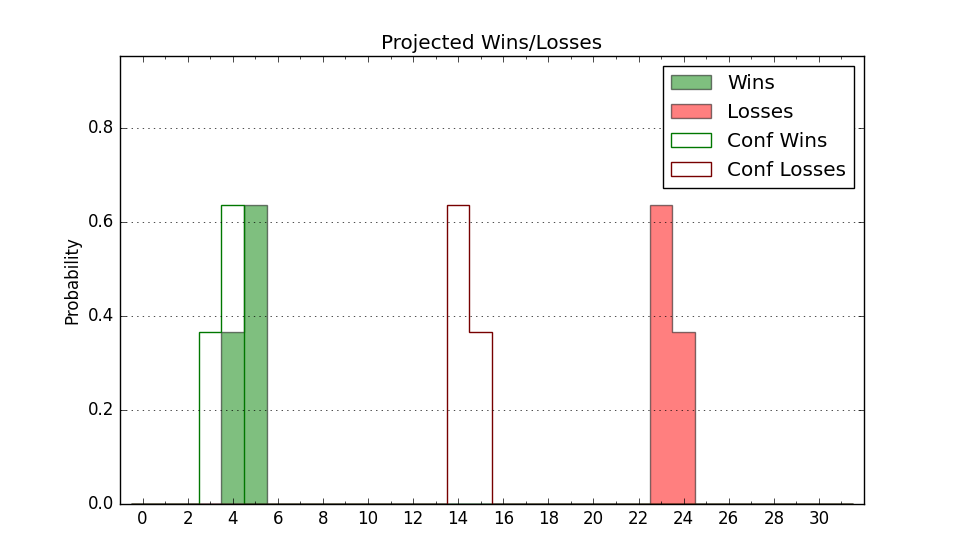 Projected Wins/Losses
Wins
Losses
Conf Wins
Conf Losses
Probability
0.8
0.6
0.4
0.2
0.0
0 2 4 6 8 10 12 14 16 18 20 22 24 26 28 30